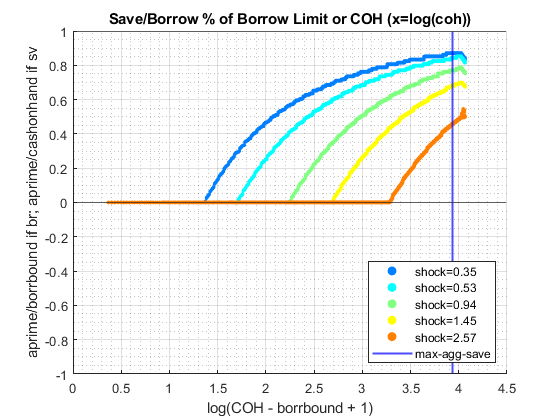 Save/Borrow % of Borrow Limit or COH (x=log(coh))
aprime/borrbound if br; aprime/cashonhand if sv
1
0.8
0.6
0.4
0.2
0
-0.2
-0.4
-0.6
-0.8
-1
shock=0.35
shock=0.53
shock=0.94
shock=1.45
shock=2.57
max-agg-save
0 0.5 1 1.5 2 2.5 3 3.5 4 4.5
log(COH - borrbound + 1)